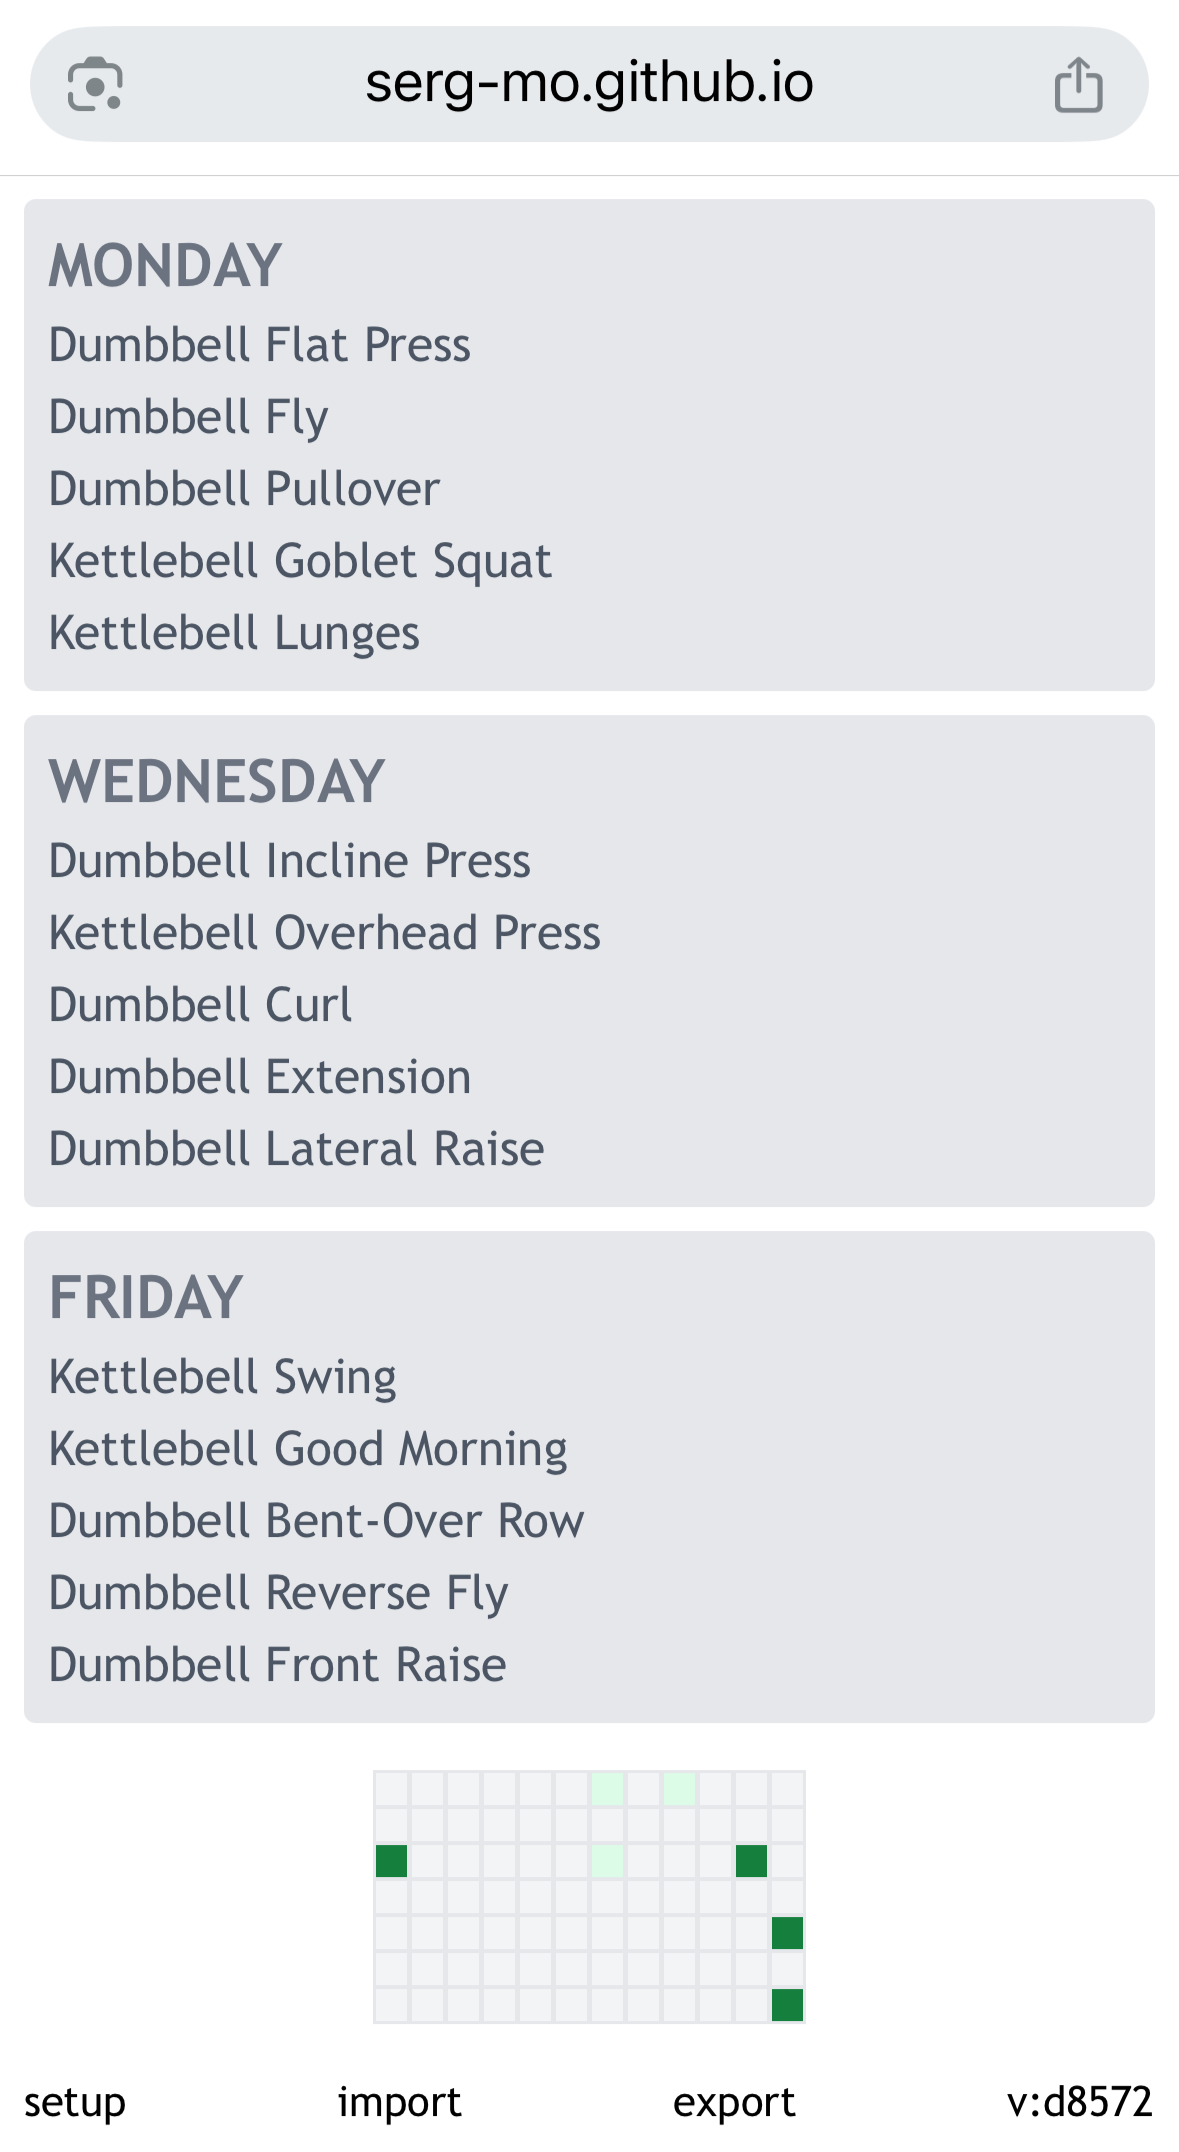 serg-mo.github.io
MONDAY
Dumbbell Flat Press
Dumbbell Fly
Dumbbell Pullover
Kettlebell Goblet Squat
Kettlebell Lunges
WEDNESDAY
Dumbbell Incline Press
Kettlebell Overhead Press
Dumbbell Curl
Dumbbell Extension
Dumbbell Lateral Raise
FRIDAY
Kettlebell Swing
Kettlebell Good Morning
Dumbbell Bent-Over Row
Dumbbell Reverse Fly
Dumbbell Front Raise
setup import export v:d8572